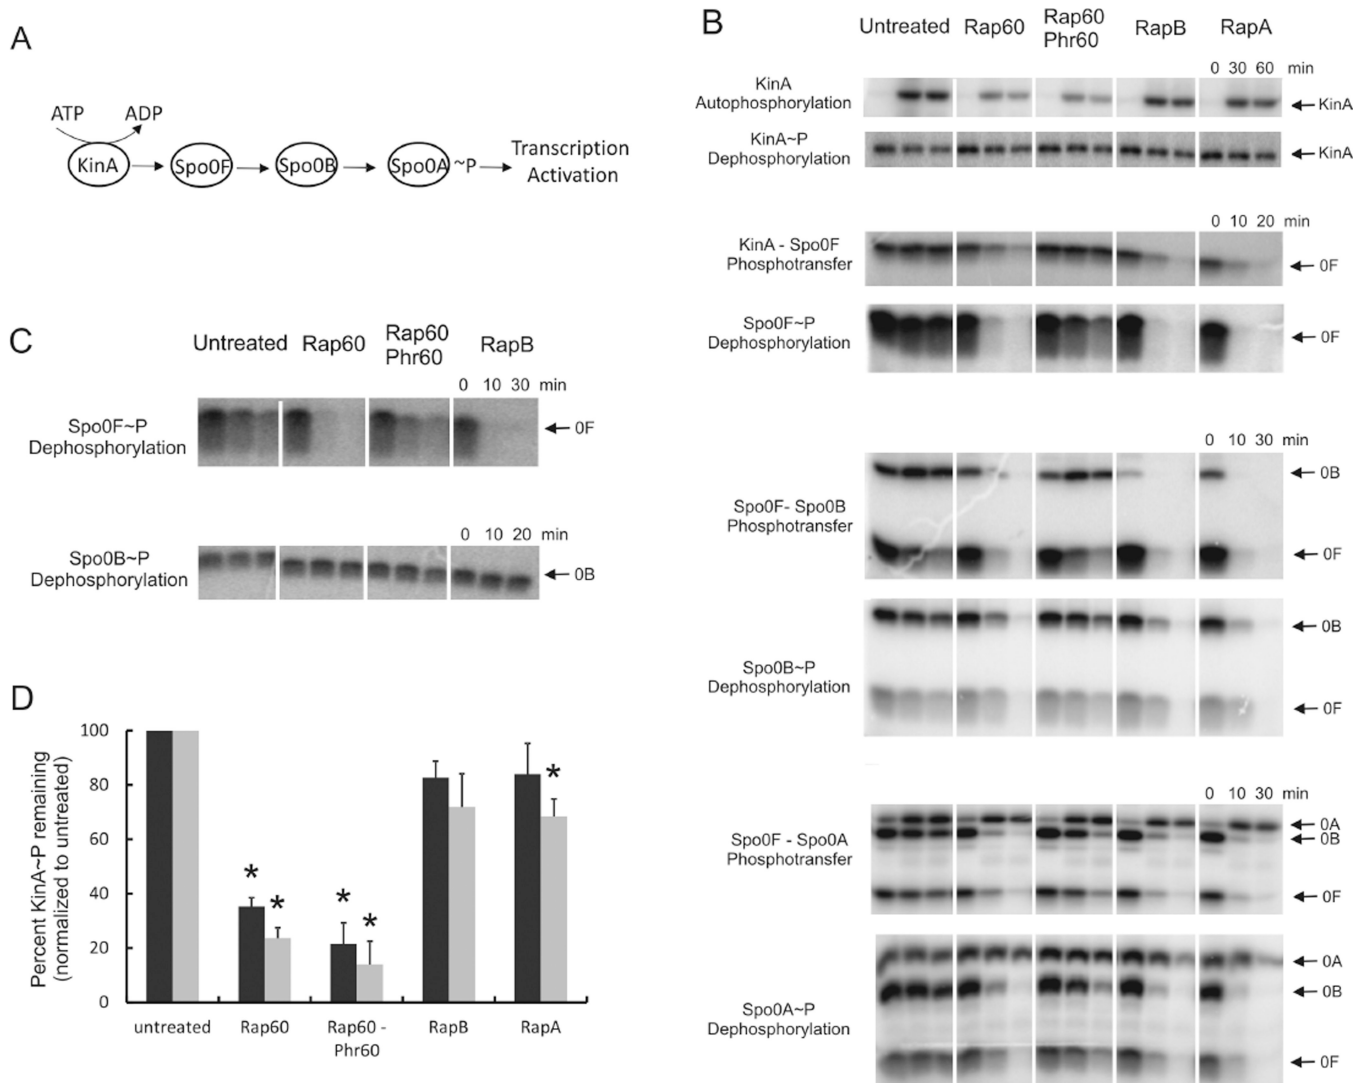 A
ATP
ADP
KinA
Spo0F
Spo0B
Spo0A
~P
Transcription
Activation
B
Untreated
Rap60
Rap60
Phr60
RapB
RapA
0 30 60 min
KinA
Autophosphorylation
KinA
KinA~P
Dephosphorylation
KinA
0 10 20 min
KinA - Spo0F
Phosphotransfer
0F
Spo0F~P
Dephosphorylation
0F
0 10 30 min
0B
Spo0F- Spo0B
Phosphotransfer
0F
0B
Spo0B~P
Dephosphorylation
0F
0 10 30 min
0A
0B
Spo0F - Spo0A
Phosphotransfer
0F
0A
0B
Spo0A~P
Dephosphorylation
0F
C
Untreated
Rap60
Rap60
Phr60
RapB
0 10 30 min
Spo0F~P
Dephosphorylation
0F
0 10 20 min
Spo0B~P
Dephosphorylation
0B
D
Percent KinA~P remaining
(normalized to untreated)
100
80
60
40
20
0
*
*
*
*
*
untreated
Rap60
Rap60 -
Phr60
RapB
RapA